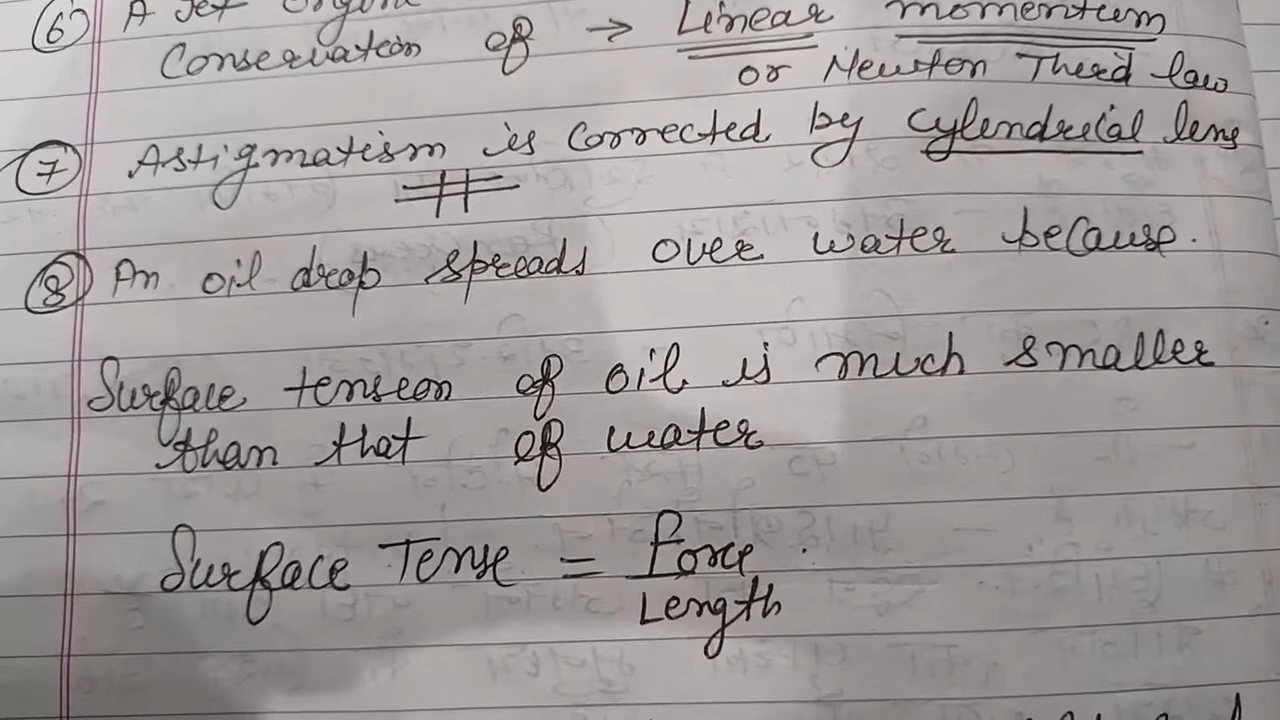 6) A Jet
Conservation of → Linear momentum
or Newton Third law
7 Astigmatism is corrected by Cylendrical lens
8) An oil drop spreads over water because.
Surface tension of oil is much smaller
than that of water
Surface Tense = Force
Length